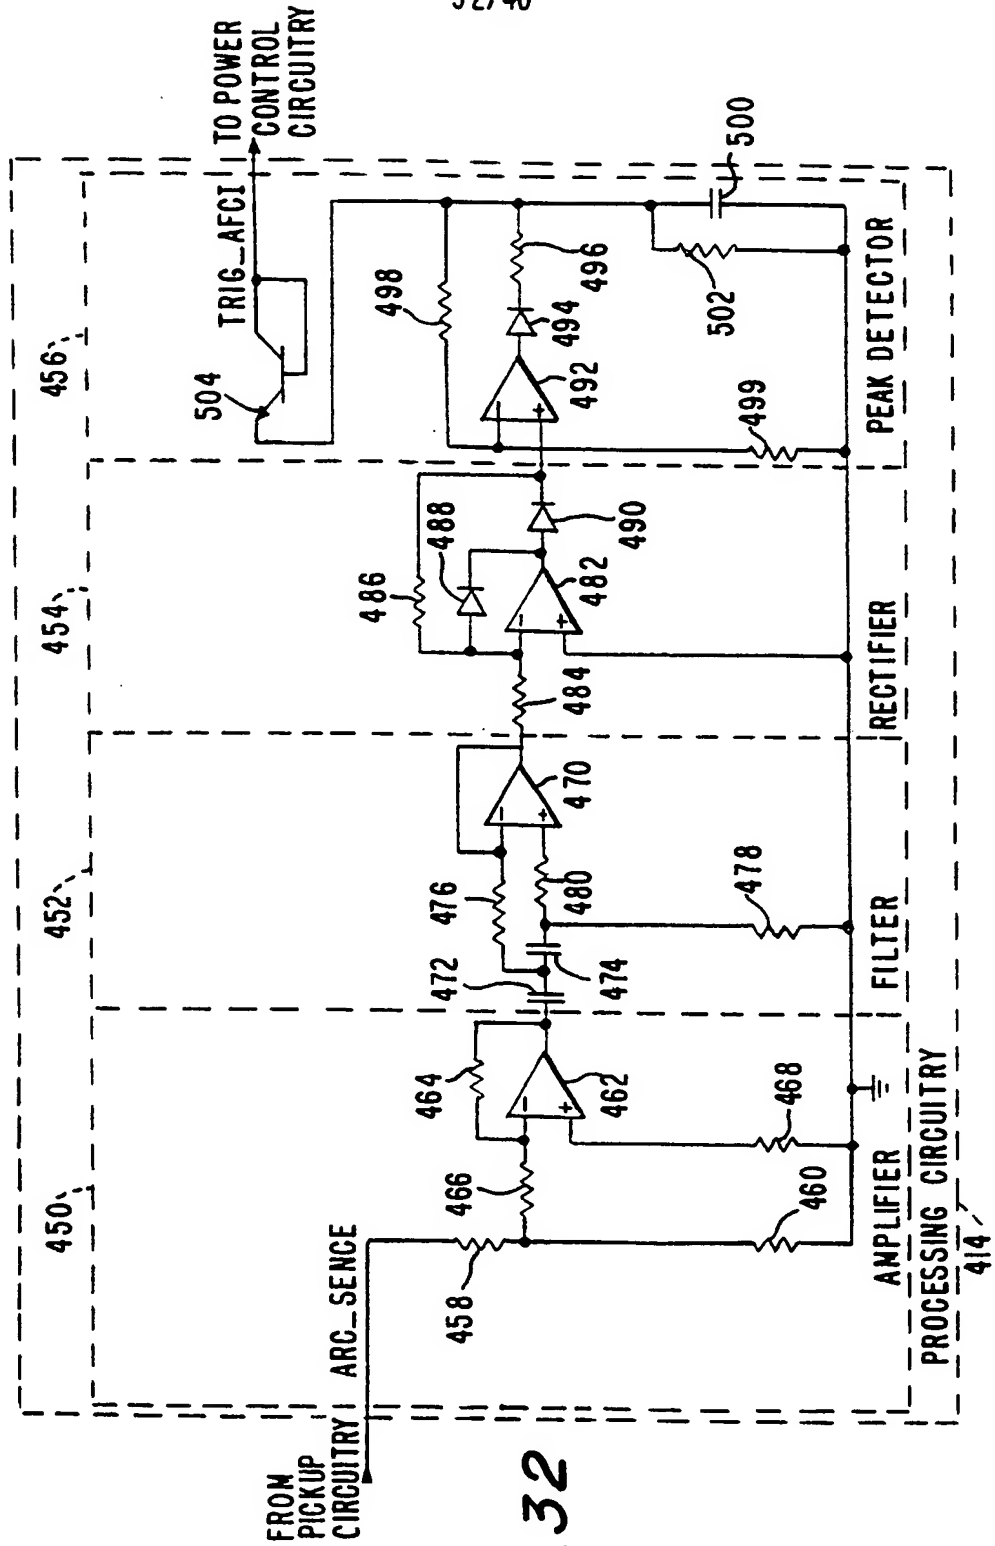 32/40
TO POWER
CONTROL
CIRCUITRY
TRIG_AFCI
504
456
498
496
494
492
500
502
499
PEAK DETECTOR
454
486
488
490
482
484
RECTIFIER
452
476
472
470
480
474
478
FILTER
450
464
462
466
468
460
458
AMPLIFIER
ARC_SENCE
FROM
PICKUP
CIRCUITRY
PROCESSING CIRCUITRY
414
32